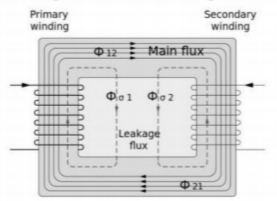 Primary
winding
Secondary
winding
Φ12 Main flux
Φσ1 Φσ2
Leakage
flux
Φ21